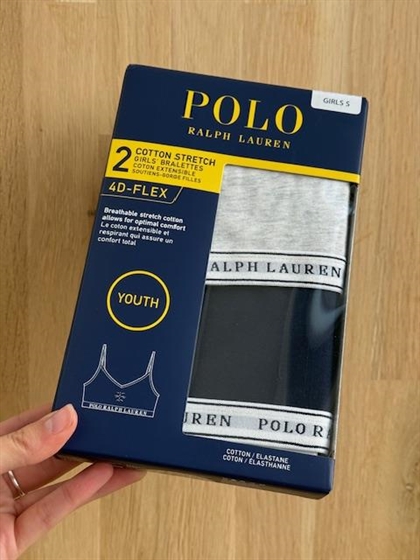 GIRLS S
POLO
RALPH LAUREN
2 COTTON STRETCH
GIRLS' BRALETTES
COTON EXTENSIBLE
SOUTIENS-GORGE FILLES
4D-FLEX
Breathable stretch cotton
allows for optimal comfort
Le coton extensible et
respirant qui assure un
confort total
YOUTH
POLO RALPH LAUREN
RALPH LAUREN
UREN POLO RA
COTTON / ELASTANE
COTON / ÉLASTHANNE